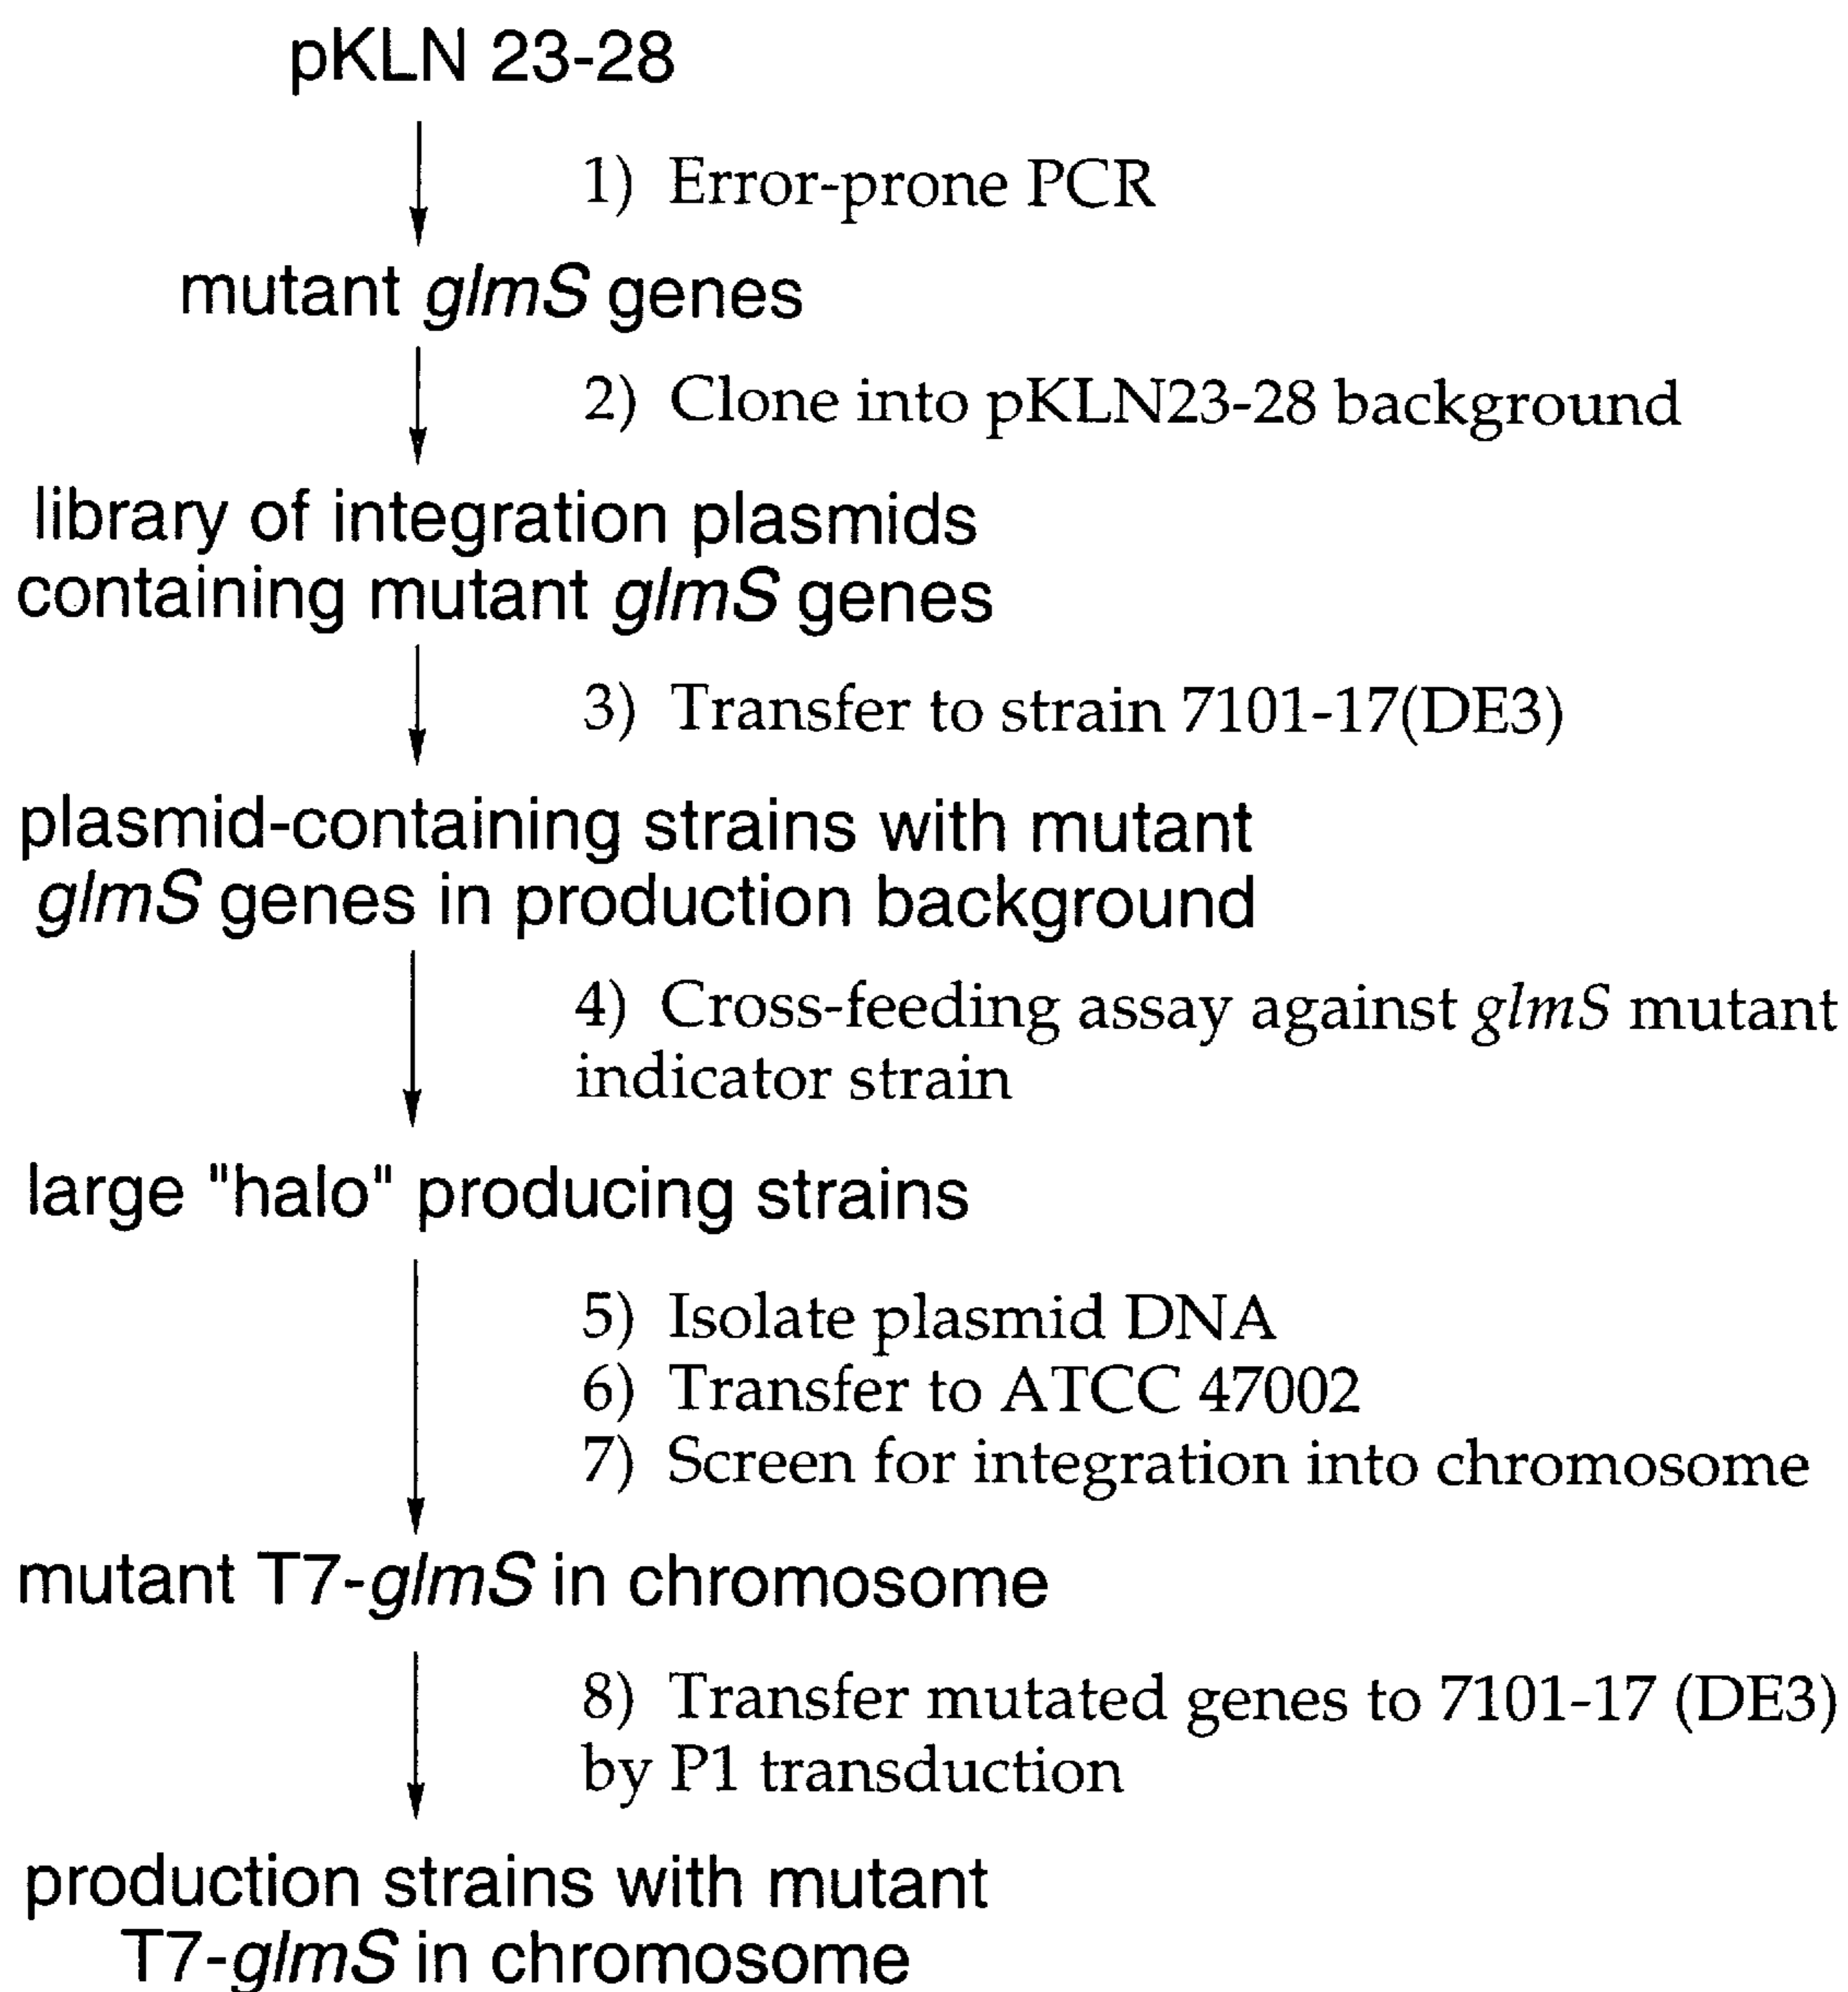 pKLN 23-28
1) Error-prone PCR
mutant glmS genes
2) Clone into pKLN23-28 background
library of integration plasmids
containing mutant glmS genes
3) Transfer to strain 7101-17(DE3)
plasmid-containing strains with mutant
glmS genes in production background
4) Cross-feeding assay against glmS mutant
indicator strain
large "halo" producing strains
5) Isolate plasmid DNA
6) Transfer to ATCC 47002
7) Screen for integration into chromosome
mutant T7-glmS in chromosome
8) Transfer mutated genes to 7101-17 (DE3)
by P1 transduction
production strains with mutant
T7-glmS in chromosome